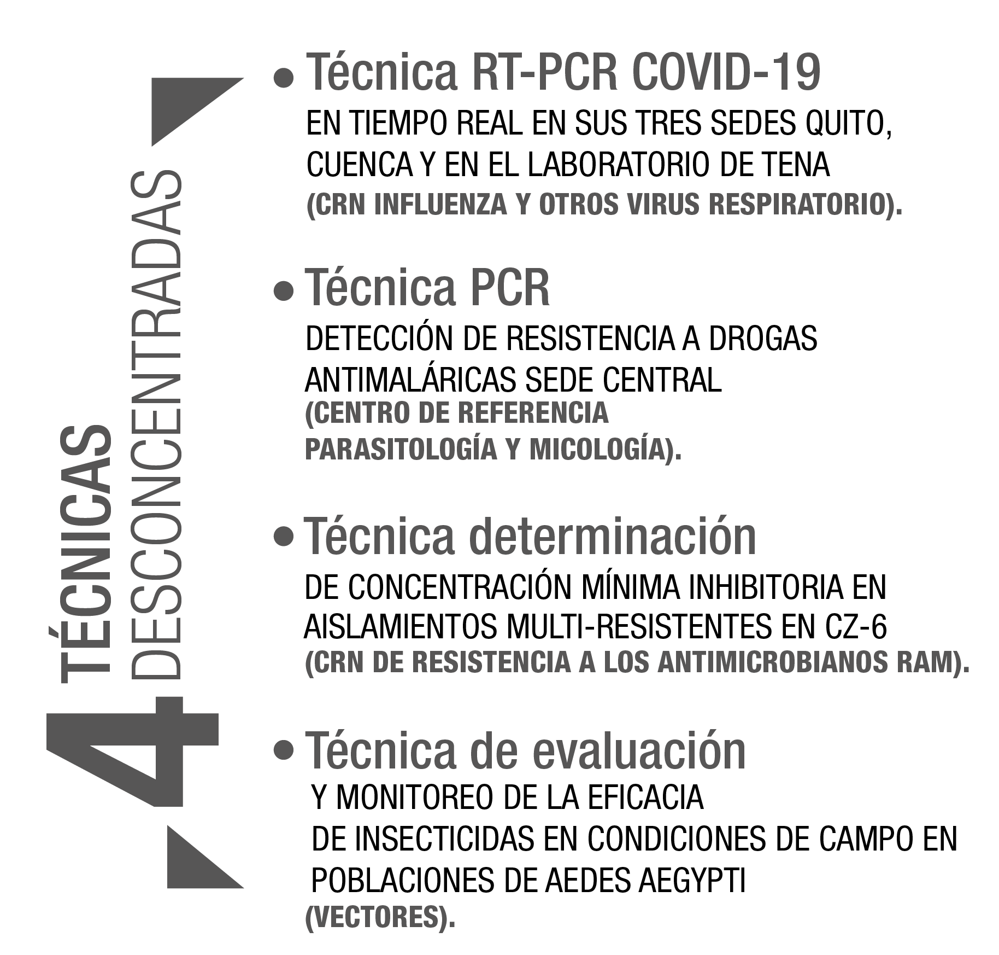 4 TÉCNICAS
DESCONCENTRADAS
• Técnica RT-PCR COVID-19
EN TIEMPO REAL EN SUS TRES SEDES QUITO,
CUENCA Y EN EL LABORATORIO DE TENA
(CRN INFLUENZA Y OTROS VIRUS RESPIRATORIO).
• Técnica PCR
DETECCIÓN DE RESISTENCIA A DROGAS
ANTIMALÁRICAS SEDE CENTRAL
(CENTRO DE REFERENCIA
PARASITOLOGÍA Y MICOLOGÍA).
• Técnica determinación
DE CONCENTRACIÓN MÍNIMA INHIBITORIA EN
AISLAMIENTOS MULTI-RESISTENTES EN CZ-6
(CRN DE RESISTENCIA A LOS ANTIMICROBIANOS RAM).
• Técnica de evaluación
Y MONITOREO DE LA EFICACIA
DE INSECTICIDAS EN CONDICIONES DE CAMPO EN
POBLACIONES DE AEDES AEGYPTI
(VECTORES).